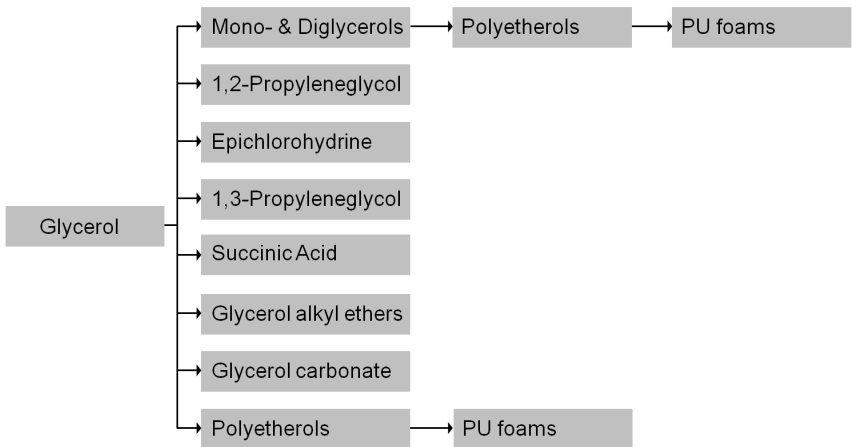 Mono- & Diglycerols
Polyetherols
PU foams
1,2-Propyleneglycol
Epichlorohydrine
1,3-Propyleneglycol
Glycerol
Succinic Acid
Glycerol alkyl ethers
Glycerol carbonate
Polyetherols
PU foams